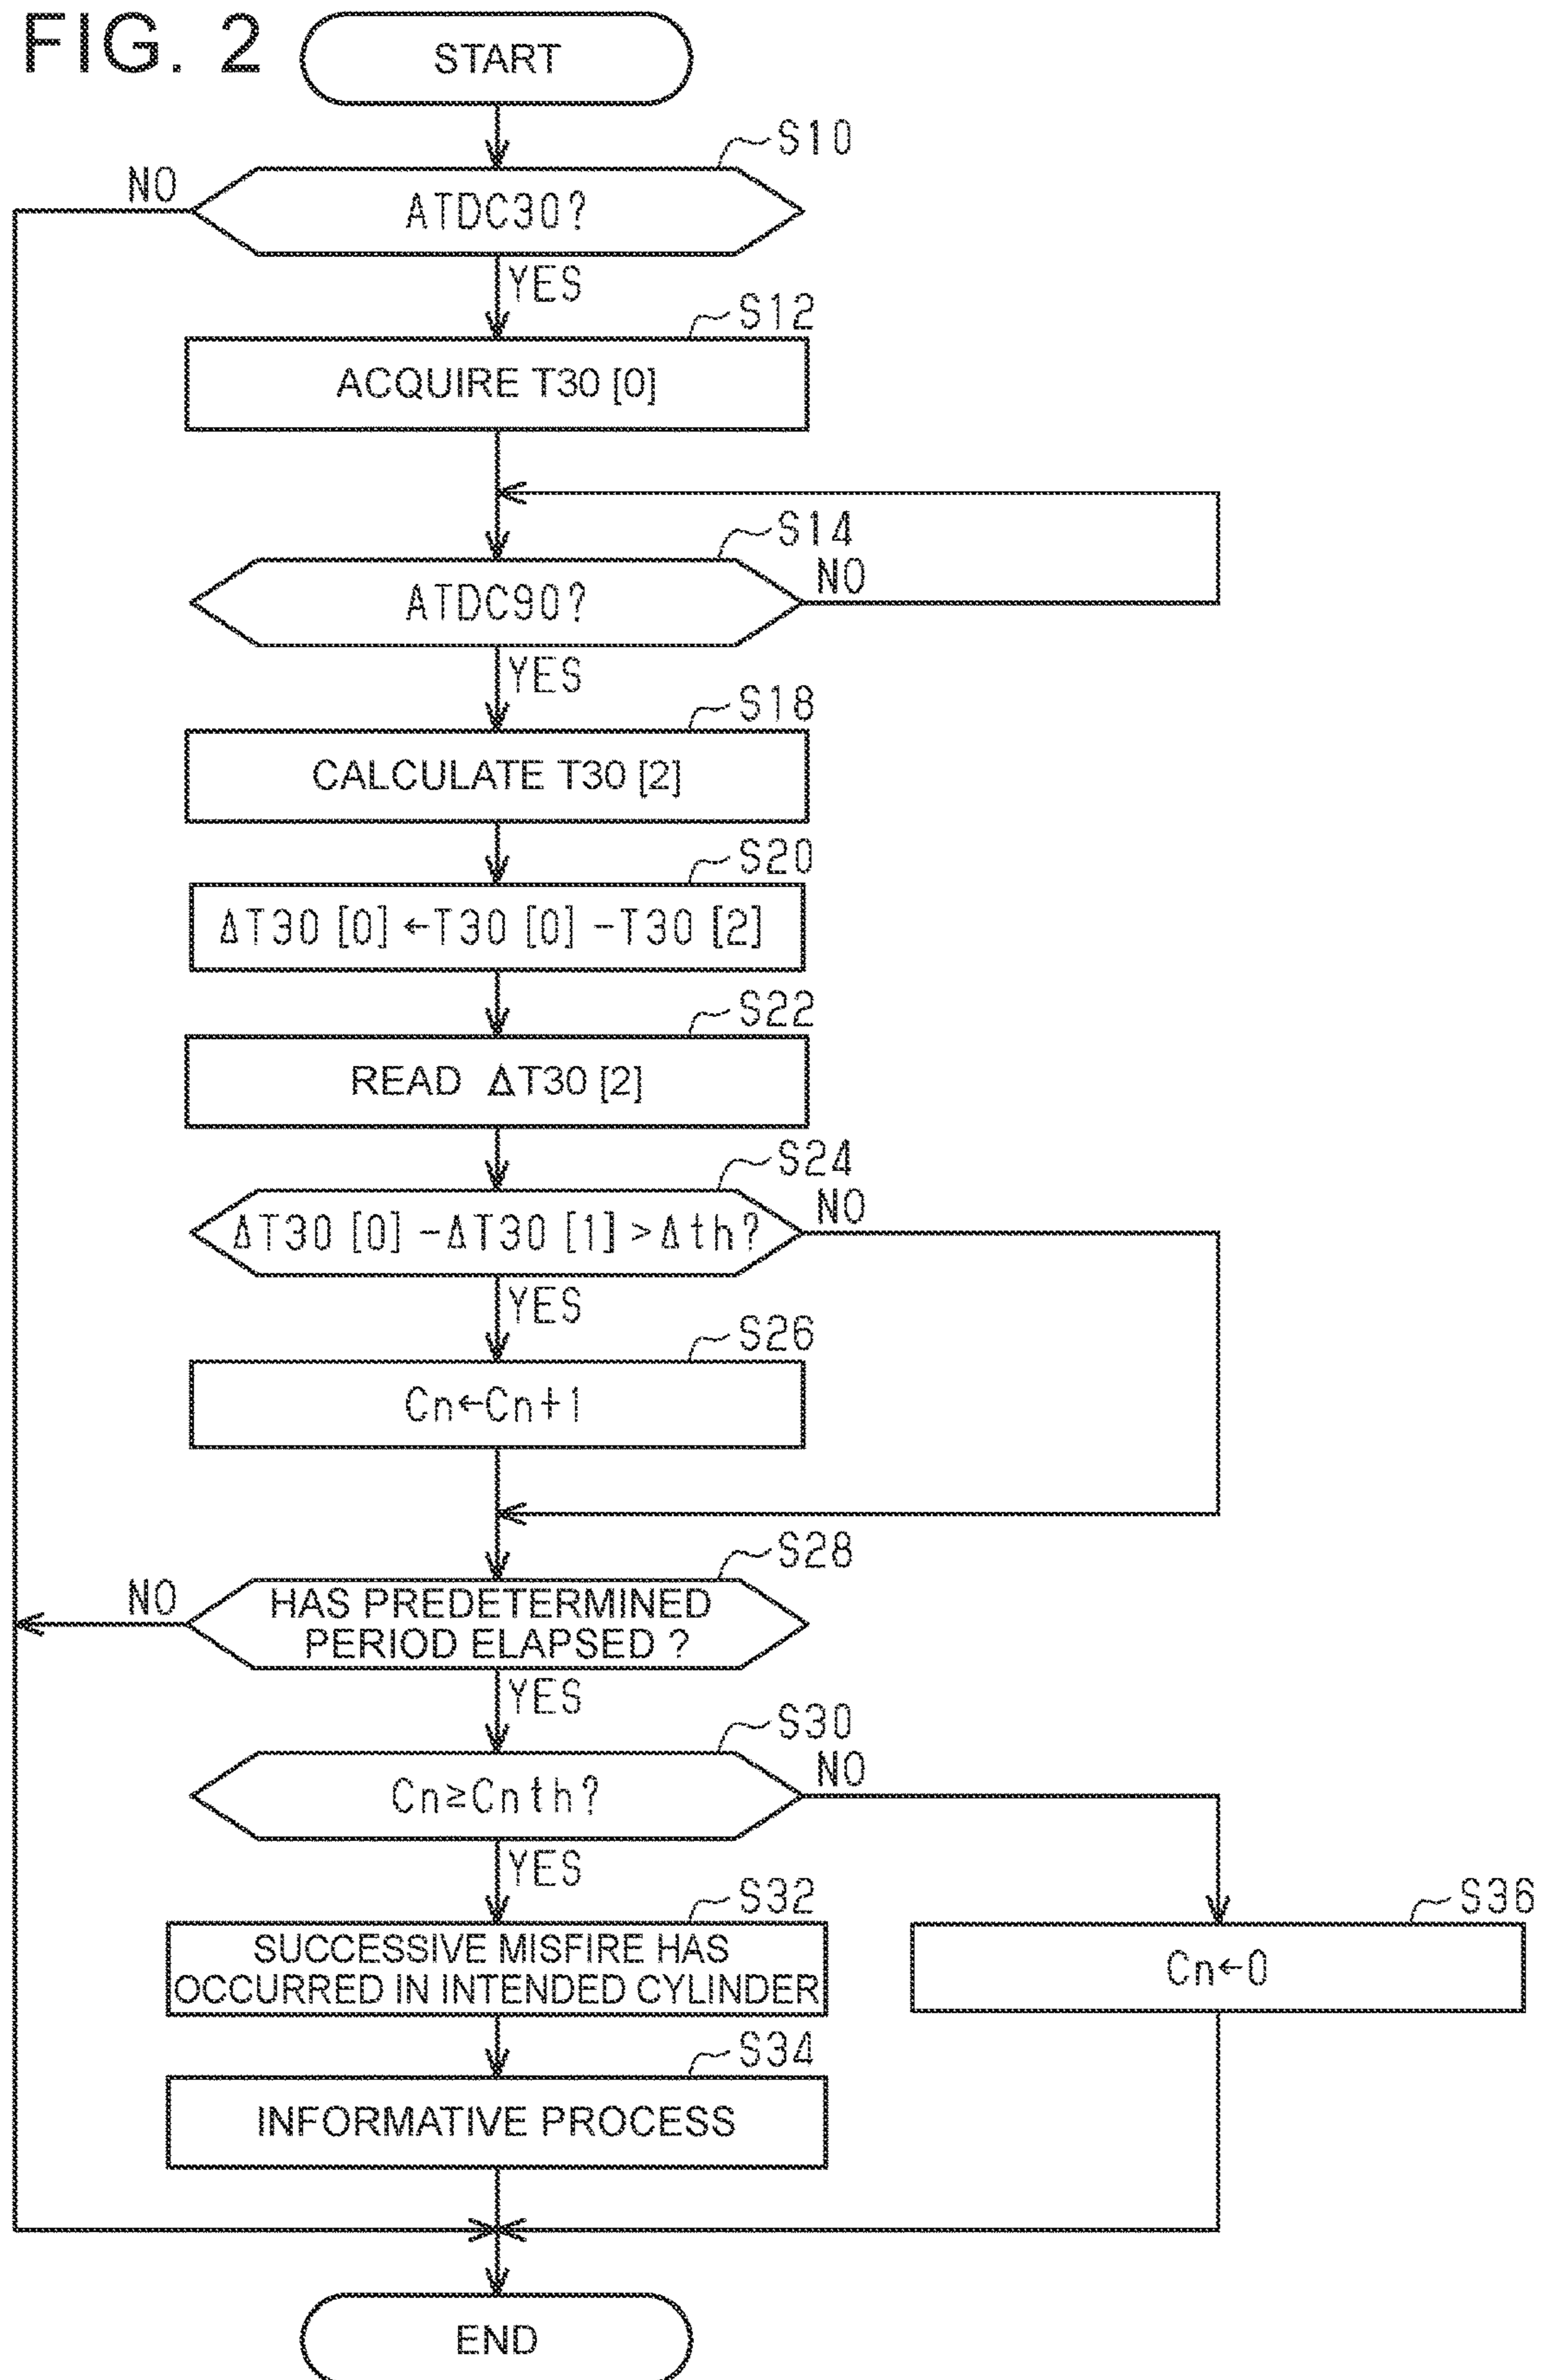 FIG. 2
START
S10
NO
ATDC30?
YES
S12
ACQUIRE T30 [0]
S14
NO
ATDC90?
YES
S18
CALCULATE T30 [2]
S20
ΔT30 [0] ←T30 [0] −T30 [2]
S22
READ ΔT30 [2]
S24
NO
ΔT30 [0] −ΔT30 [1] >Δth?
YES
S26
Cn←Cn+1
S28
NO
HAS PREDETERMINED
PERIOD ELAPSED ?
YES
S30
NO
Cn≥Cnth?
YES
S32
SUCCESSIVE MISFIRE HAS
OCCURRED IN INTENDED CYLINDER
S36
Cn←0
S34
INFORMATIVE PROCESS
END